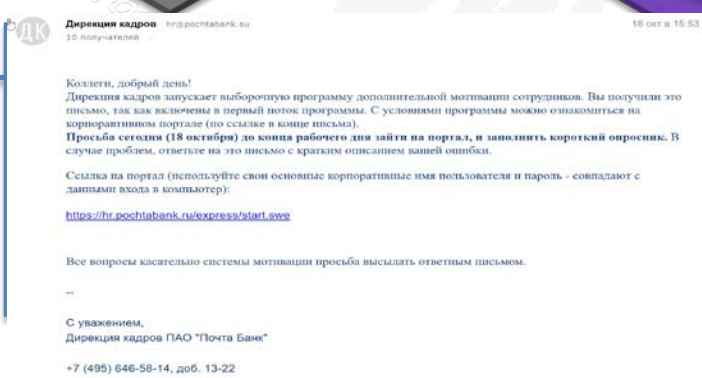 ДК
Дирекция кадров hr@pochtabank.su
18 окт в 15:53
10 получателей
Коллеги, добрый день!
Дирекция кадров запускает выборочную программу дополнительной мотивации сотрудников. Вы получили это
письмо, так как включены в первый поток программы. С условиями программы можно ознакомиться на
корпоративном портале (по ссылке в конце письма).
Просьба сегодня (18 октября) до конца рабочего дня зайти на портал, и заполнить короткий опросник. В
случае проблем, ответьте на это письмо с кратким описанием вашей ошибки.
Ссылка на портал (используйте свои основные корпоративные имя пользователя и пароль - совпадают с
данными входа в компьютер):
https://hr.pochtabank.ru/express/start.swe
Все вопросы касательно системы мотивации просьба высылать ответным письмом.
--
С уважением,
Дирекция кадров ПАО "Почта Банк"
+7 (495) 646-58-14, доб. 13-22